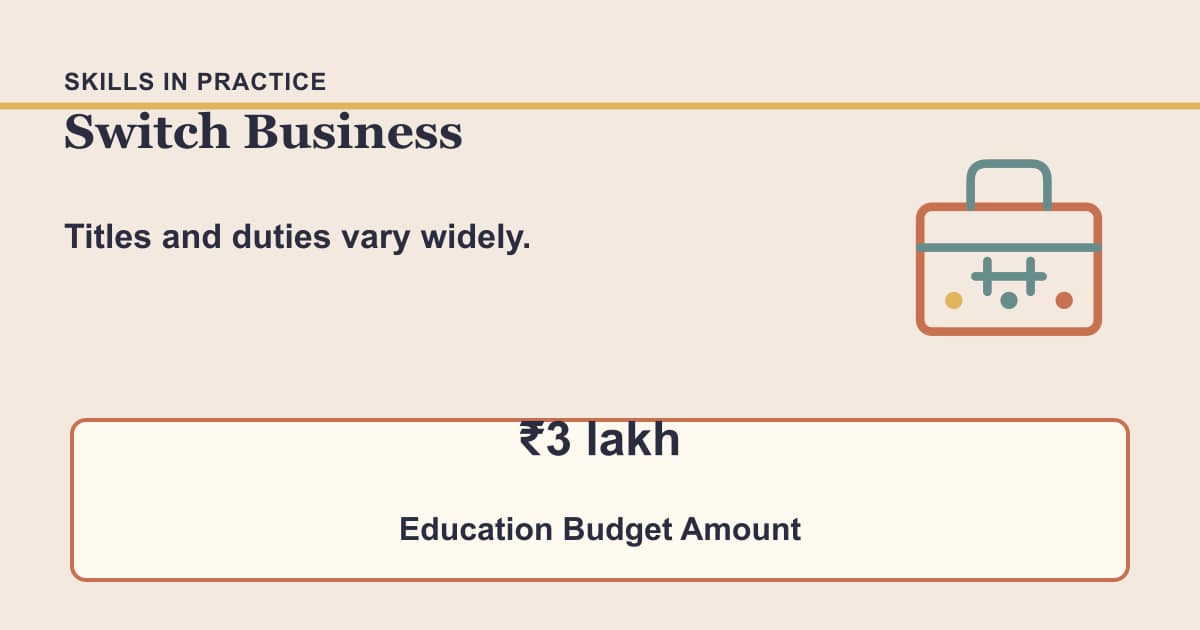 SKILLS IN PRACTICE
Switch Business
Titles and duties vary widely.
₹3 lakh
Education Budget Amount